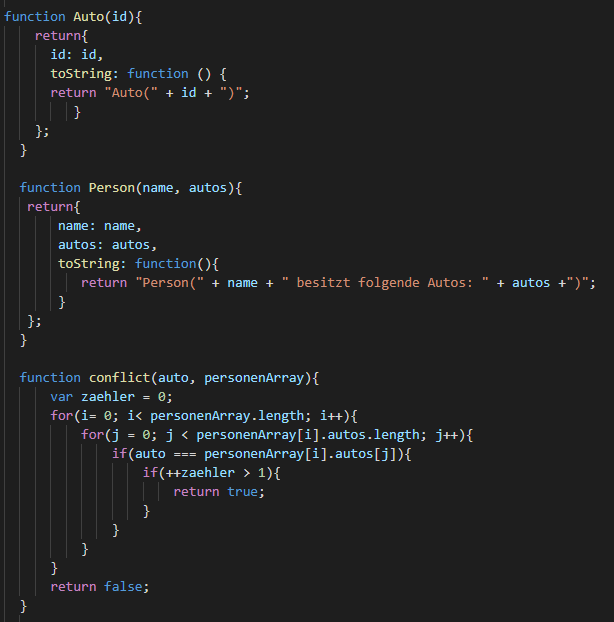 function Auto(id){
return{
id: id,
toString: function () {
return "Auto(" + id + ")";
}
};
}
function Person(name, autos){
return{
name: name,
autos: autos,
toString: function(){
return "Person(" + name + " besitzt folgende Autos: " + autos +")";
}
};
}
function conflict(auto, personenArray){
var zaehler = 0;
for(i= 0; i< personenArray.length; i++){
for(j = 0; j < personenArray[i].autos.length; j++){
if(auto === personenArray[i].autos[j]){
if(++zaehler > 1){
return true;
}
}
}
}
return false;
}